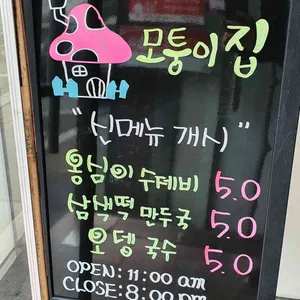 모퉁이집
"신메뉴 개시"
옹심이 수제비 5.0
삼색떡 만두국 5.0
오뎅 국수 5.0
OPEN: 11:00 am
CLOSE: 8:00 pm